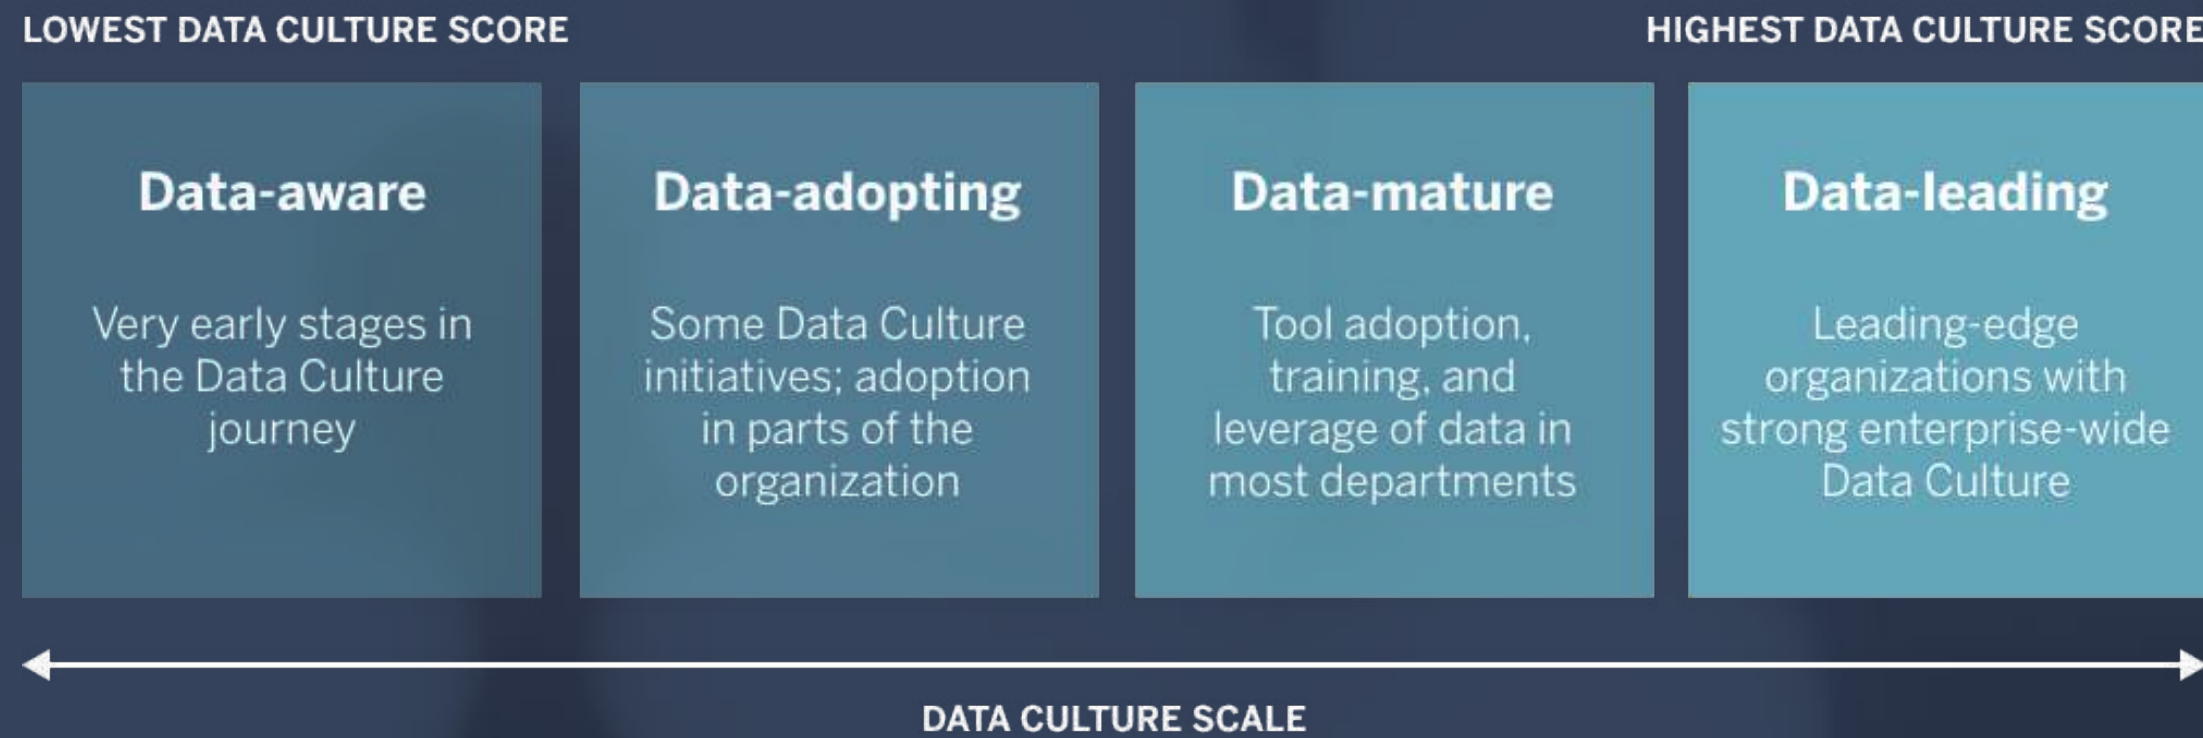 LOWEST DATA CULTURE SCORE
HIGHEST DATA CULTURE SCORE
Data-aware
Very early stages in
the Data Culture
journey
Data-adopting
Some Data Culture
initiatives; adoption
in parts of the
organization
Data-mature
Tool adoption,
training, and
leverage of data in
most departments
Data-leading
Leading-edge
organizations with
strong enterprise-wide
Data Culture
DATA CULTURE SCALE